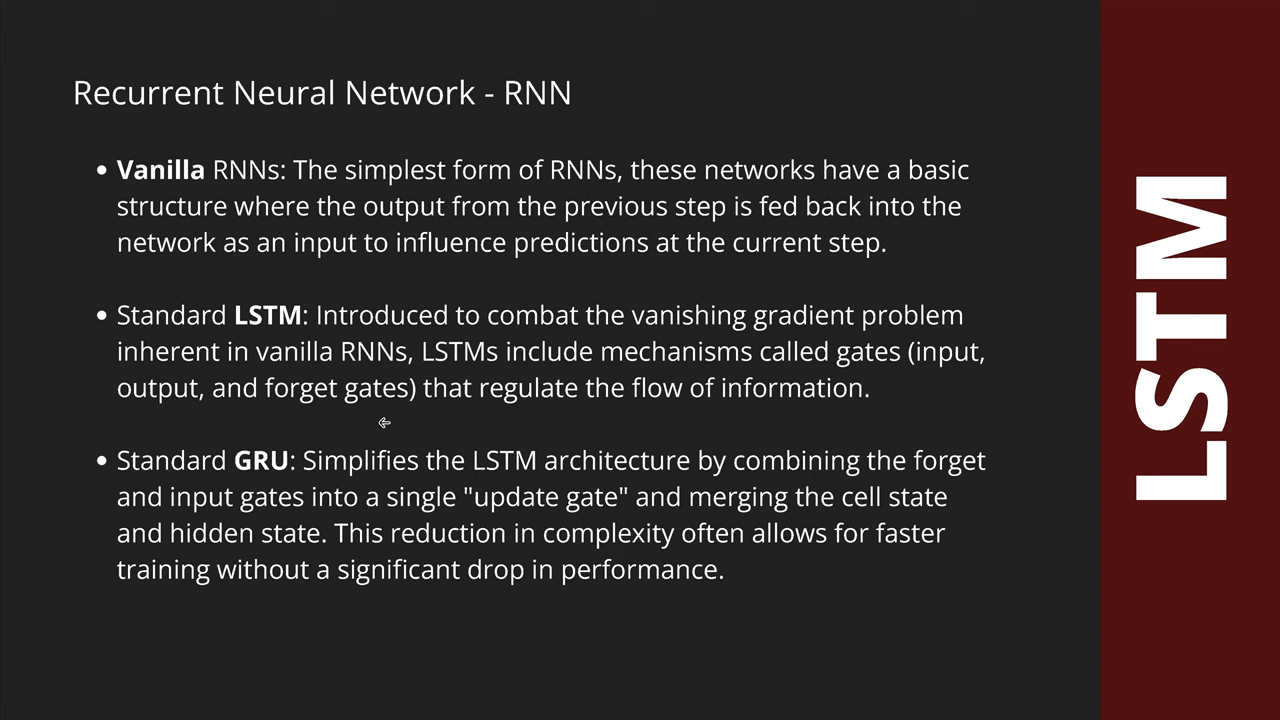 Recurrent Neural Network - RNN
• Vanilla RNNs: The simplest form of RNNs, these networks have a basic
structure where the output from the previous step is fed back into the
network as an input to influence predictions at the current step.
• Standard LSTM: Introduced to combat the vanishing gradient problem
inherent in vanilla RNNs, LSTMs include mechanisms called gates (input,
output, and forget gates) that regulate the flow of information.
• Standard GRU: Simplifies the LSTM architecture by combining the forget
and input gates into a single "update gate" and merging the cell state
and hidden state. This reduction in complexity often allows for faster
training without a significant drop in performance.
LSTM